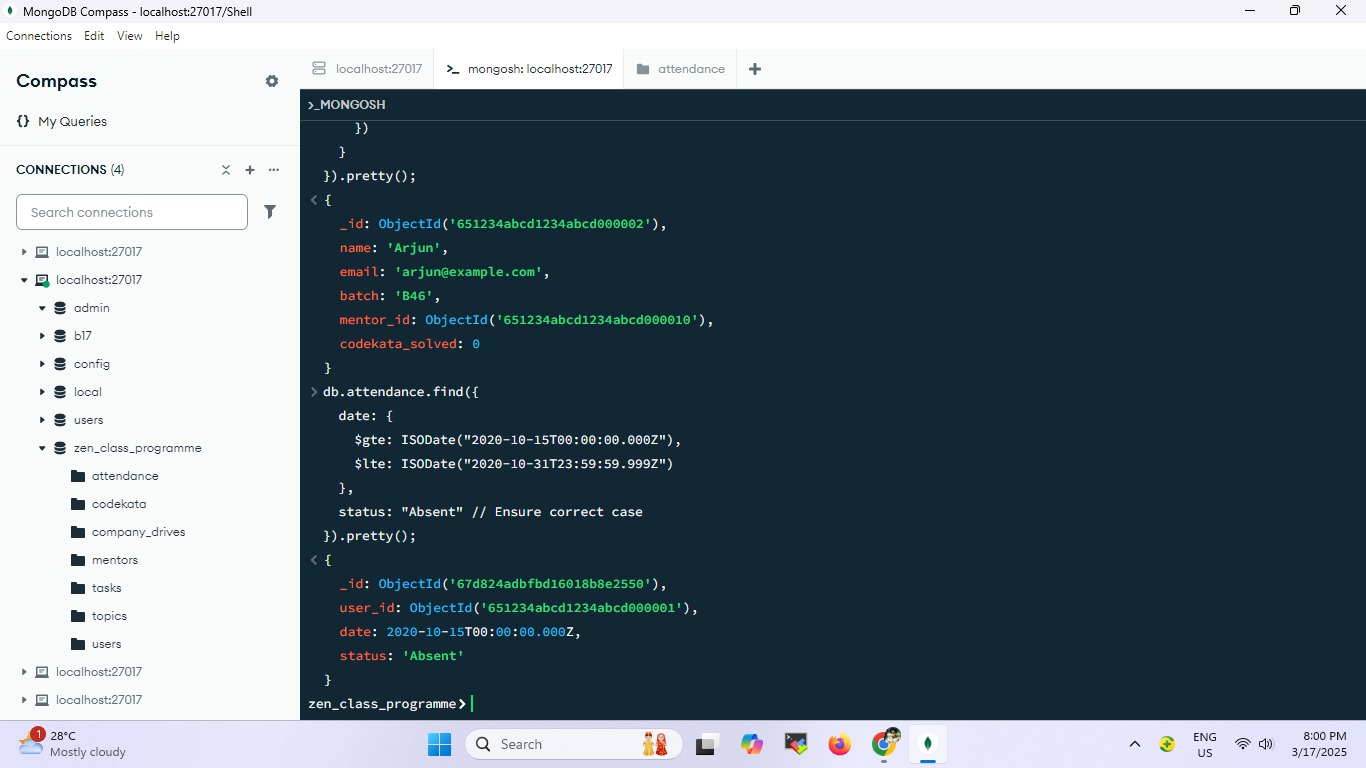 MongoDB Compass - localhost:27017/Shell
Connections Edit View Help
Compass
{} My Queries
CONNECTIONS (4)
Search connections
localhost:27017
localhost:27017
admin
b17
config
local
users
zen_class_programme
attendance
codekata
company_drives
mentors
tasks
topics
users
localhost:27017
localhost:27017
localhost:27017 >_ mongosh: localhost:27017 attendance +
>_MONGOSH
})
}
}).pretty();
< {
_id: ObjectId('651234abcd1234abcd000002'),
name: 'Arjun',
email: 'arjun@example.com',
batch: 'B46',
mentor_id: ObjectId('651234abcd1234abcd000010'),
codekata_solved: 0
}
> db.attendance.find({
date: {
$gte: ISODate("2020-10-15T00:00:00.000Z"),
$lte: ISODate("2020-10-31T23:59:59.999Z")
},
status: "Absent" // Ensure correct case
}).pretty();
< {
_id: ObjectId('67d824adbfbd16018b8e2550'),
user_id: ObjectId('651234abcd1234abcd000001'),
date: 2020-10-15T00:00:00.000Z,
status: 'Absent'
}
zen_class_programme>
1
28°C
Mostly cloudy
Search
ENG
US
8:00 PM
3/17/2025